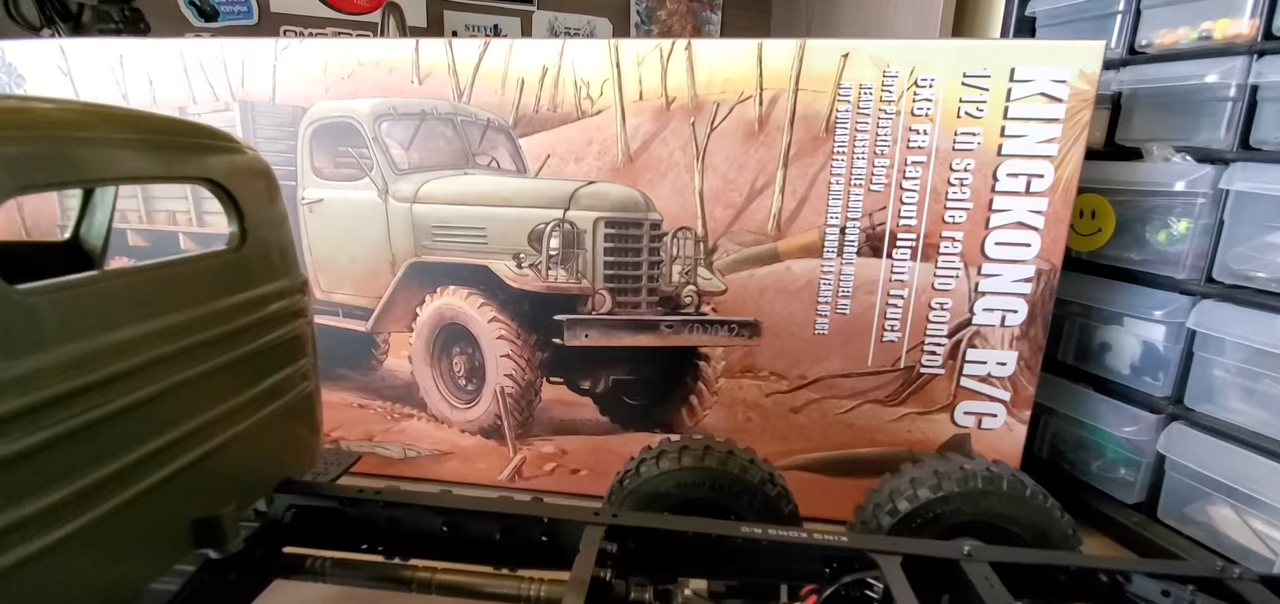 KINGKONG R/C
1/12 th scale radio control
6X6 FR Layout light Truck
Hard Plastic Body
READY TO ASSEMBLE RADIO CONTROL MODEL KIT
NOT SUITABLE FOR CHILDREN UNDER 14 YEARS OF AGE
KING KONG R/C